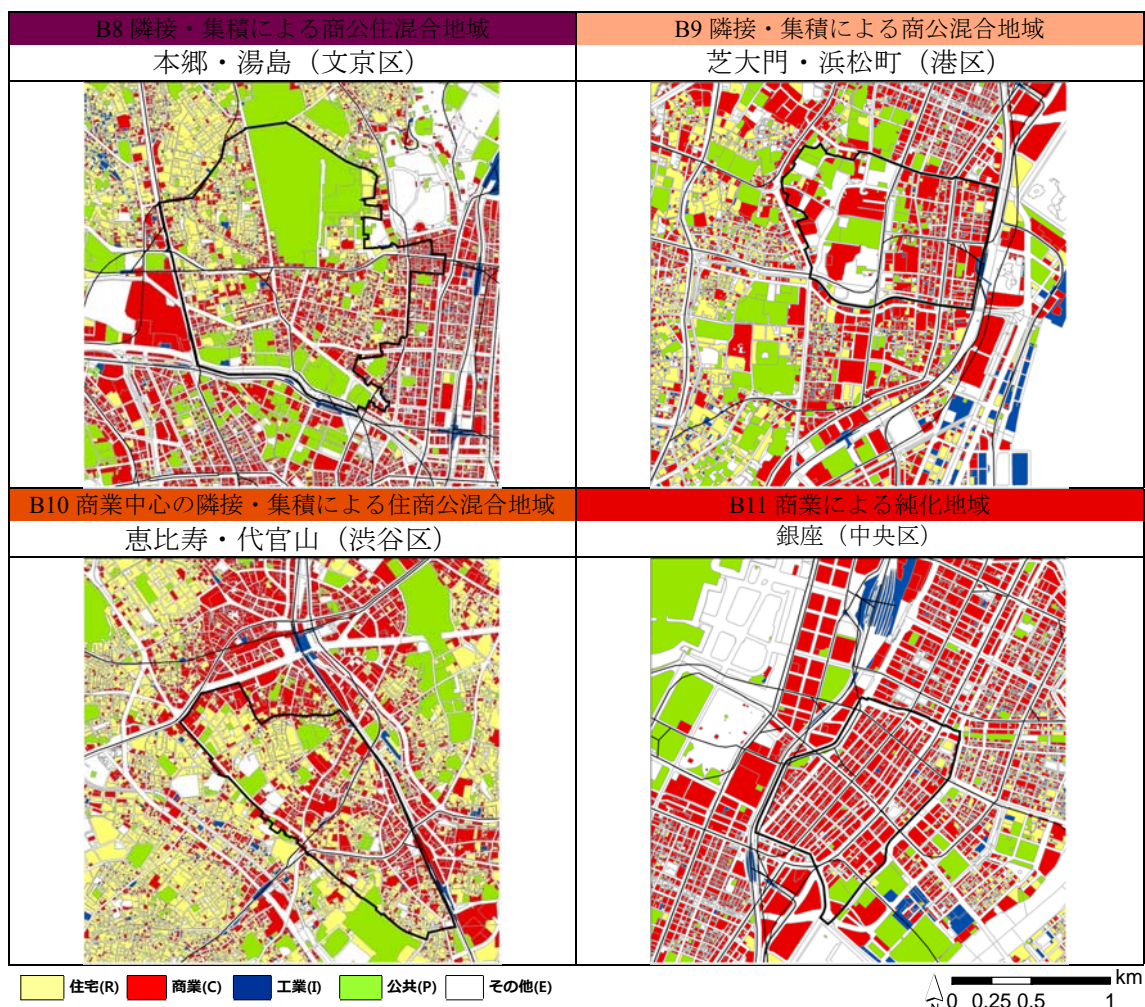 B8 隣接・集積による商公住混合地域
B9 隣接・集積による商公混合地域
本郷・湯島（文京区）
芝大門・浜松町（港区）
B10 商業中心の隣接・集積による住商公混合地域
B11 商業による純化地域
恵比寿・代官山（渋谷区）
銀座（中央区）
住宅(R) 商業(C) 工業(I) 公共(P) その他(E)
km
N 0 0.25 0.5 1